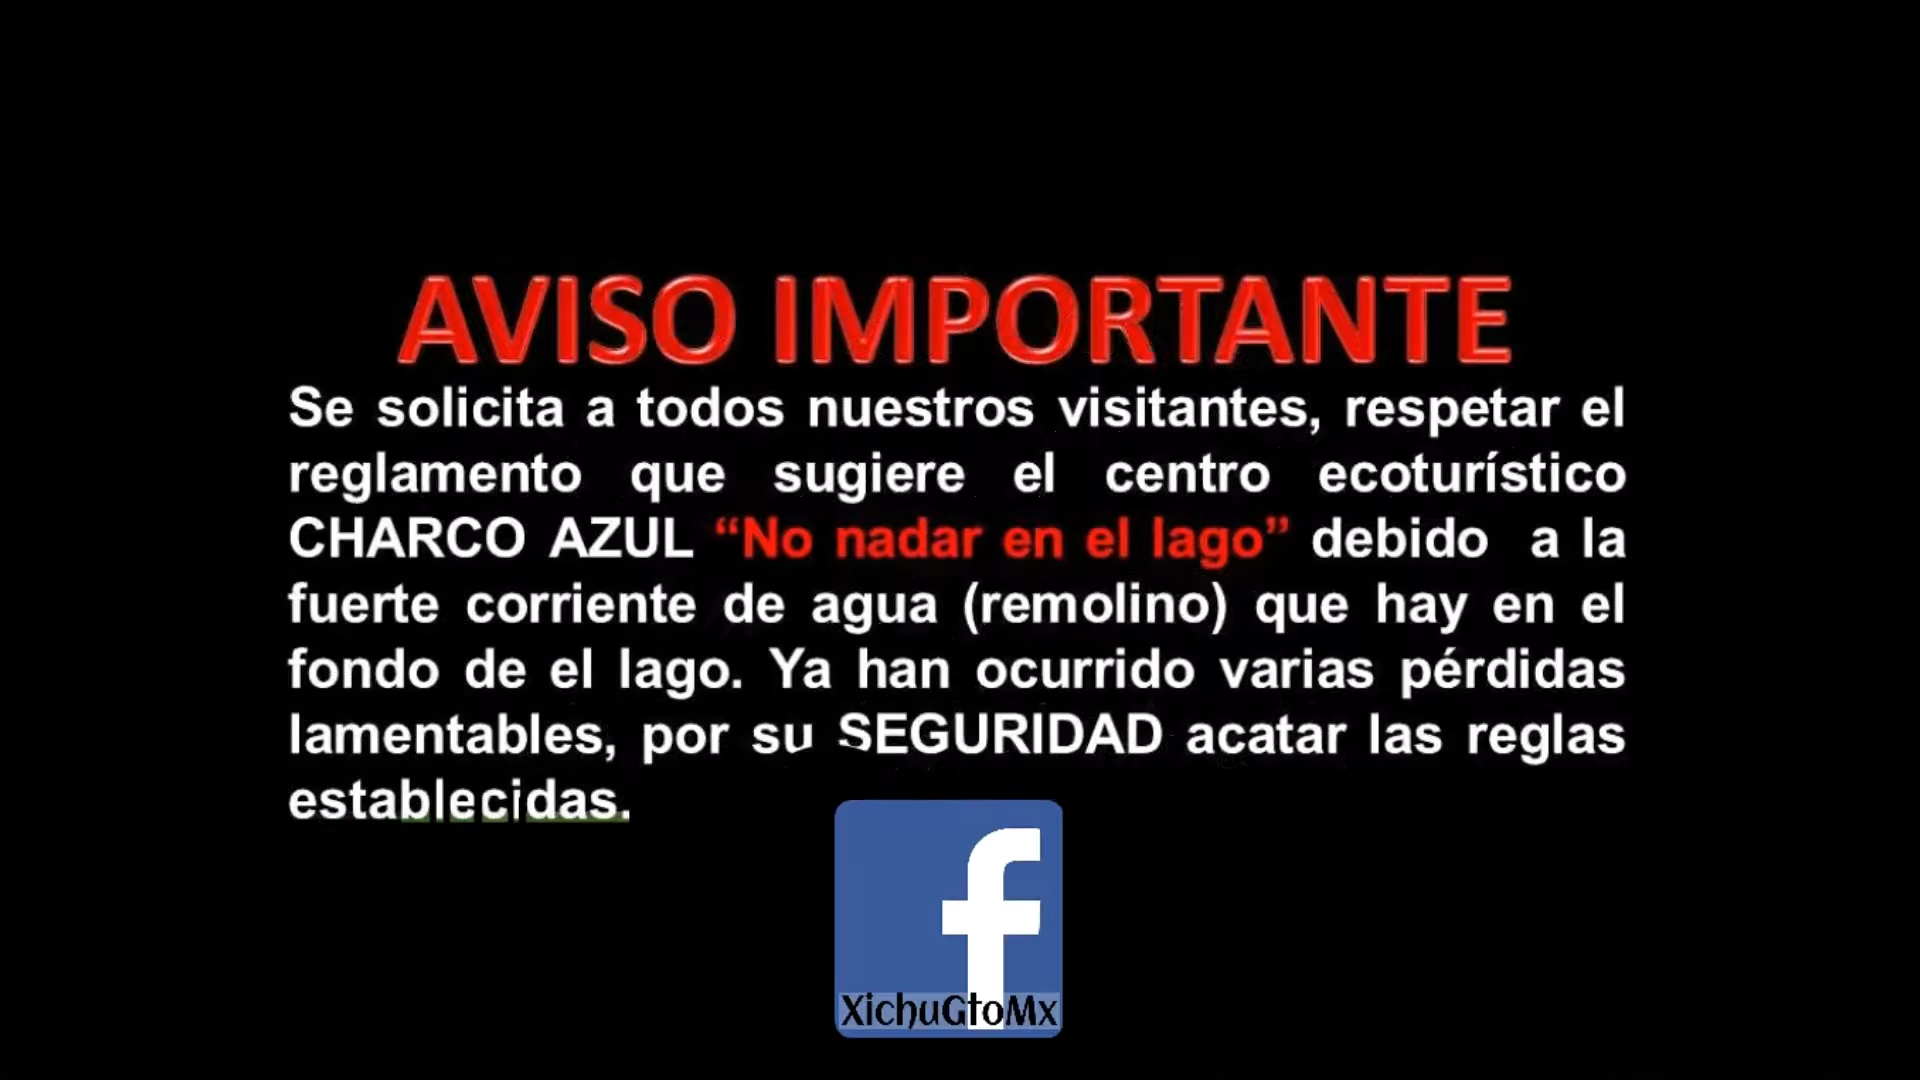 AVISO IMPORTANTE
Se solicita a todos nuestros visitantes, respetar el
reglamento que sugiere el centro ecoturístico
CHARCO AZUL “No nadar en el lago” debido a la
fuerte corriente de agua (remolino) que hay en el
fondo de el lago. Ya han ocurrido varias pérdidas
lamentables, por su SEGURIDAD acatar las reglas
establecidas.
f
XichuGtoMx